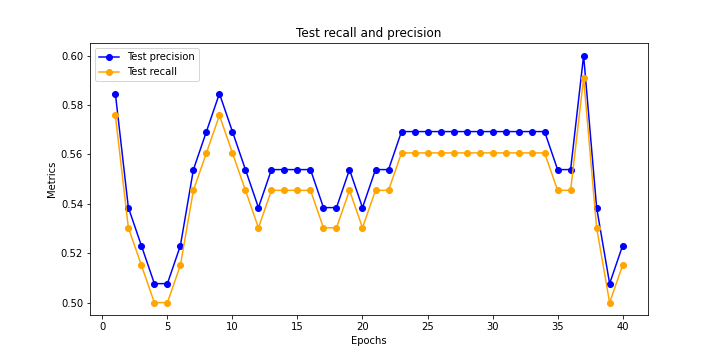 Test recall and precision
Test precision
Test recall
Metrics
0.60
0.58
0.56
0.54
0.52
0.50
0 5 10 15 20 25 30 35 40
Epochs